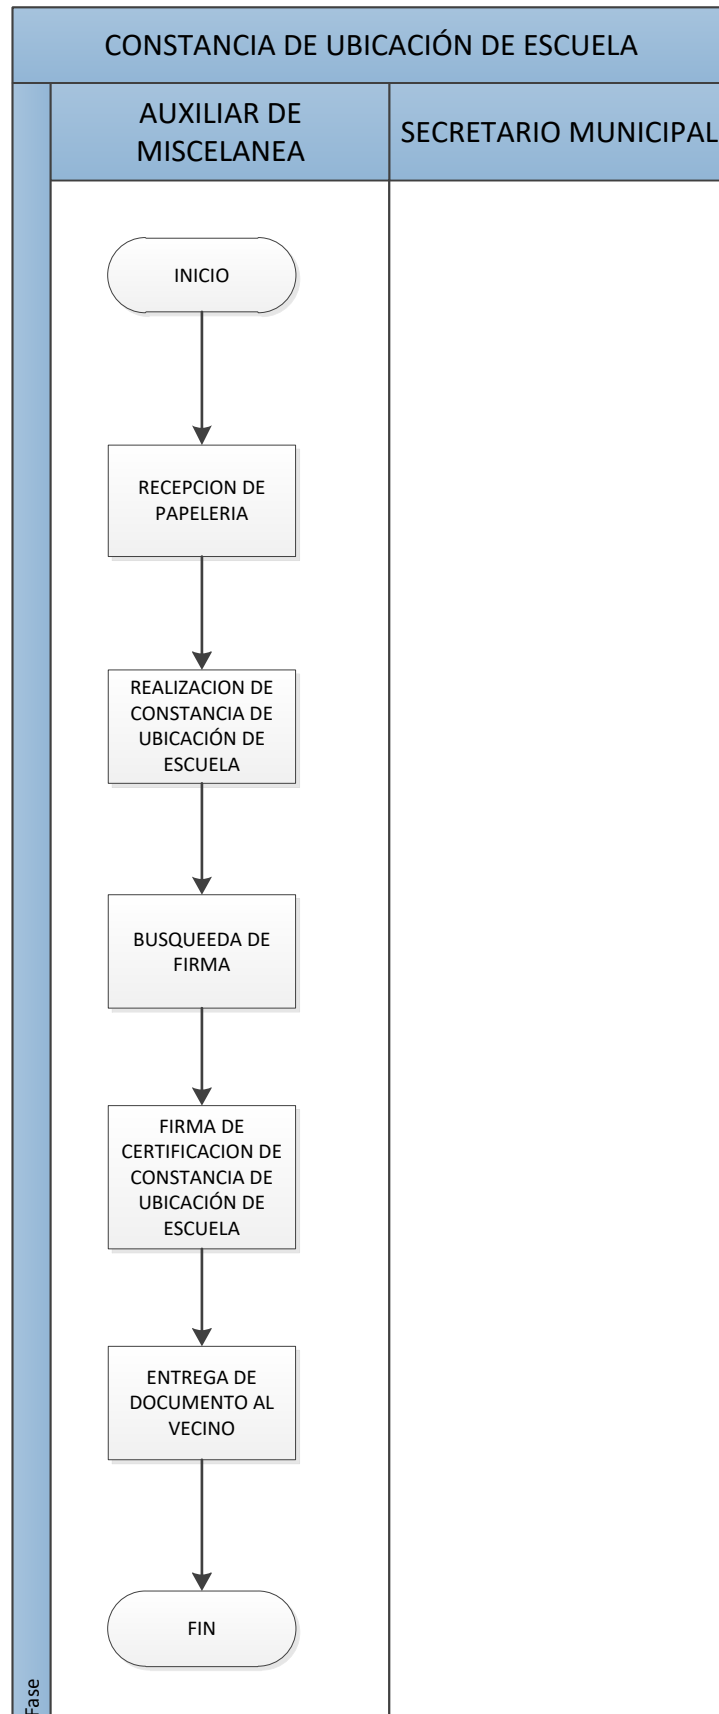 CONSTANCIA DE UBICACIÓN DE ESCUELA
AUXILIAR DE
MISCELANEA
SECRETARIO MUNICIPAL
INICIO
RECEPCION DE
PAPELERIA
REALIZACION DE
CONSTANCIA DE
UBICACIÓN DE
ESCUELA
BUSQUEEDA DE
FIRMA
FIRMA DE
CERTIFICACION DE
CONSTANCIA DE
UBICACIÓN DE
ESCUELA
ENTREGA DE
DOCUMENTO AL
VECINO
FIN
Fase